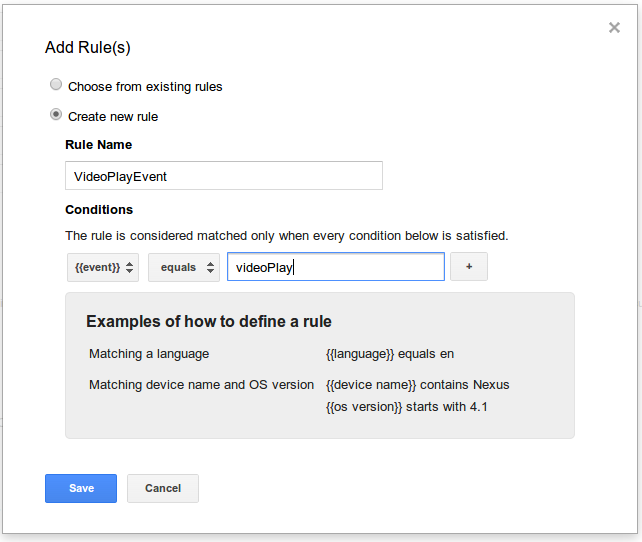 Add Rule(s)
Choose from existing rules
Create new rule
Rule Name
VideoPlayEvent
Conditions
The rule is considered matched only when every condition below is satisfied.
{{event}} equals videoPlay +
Examples of how to define a rule
Matching a language {{language}} equals en
Matching device name and OS version {{device name}} contains Nexus
{{os version}} starts with 4.1
Save Cancel